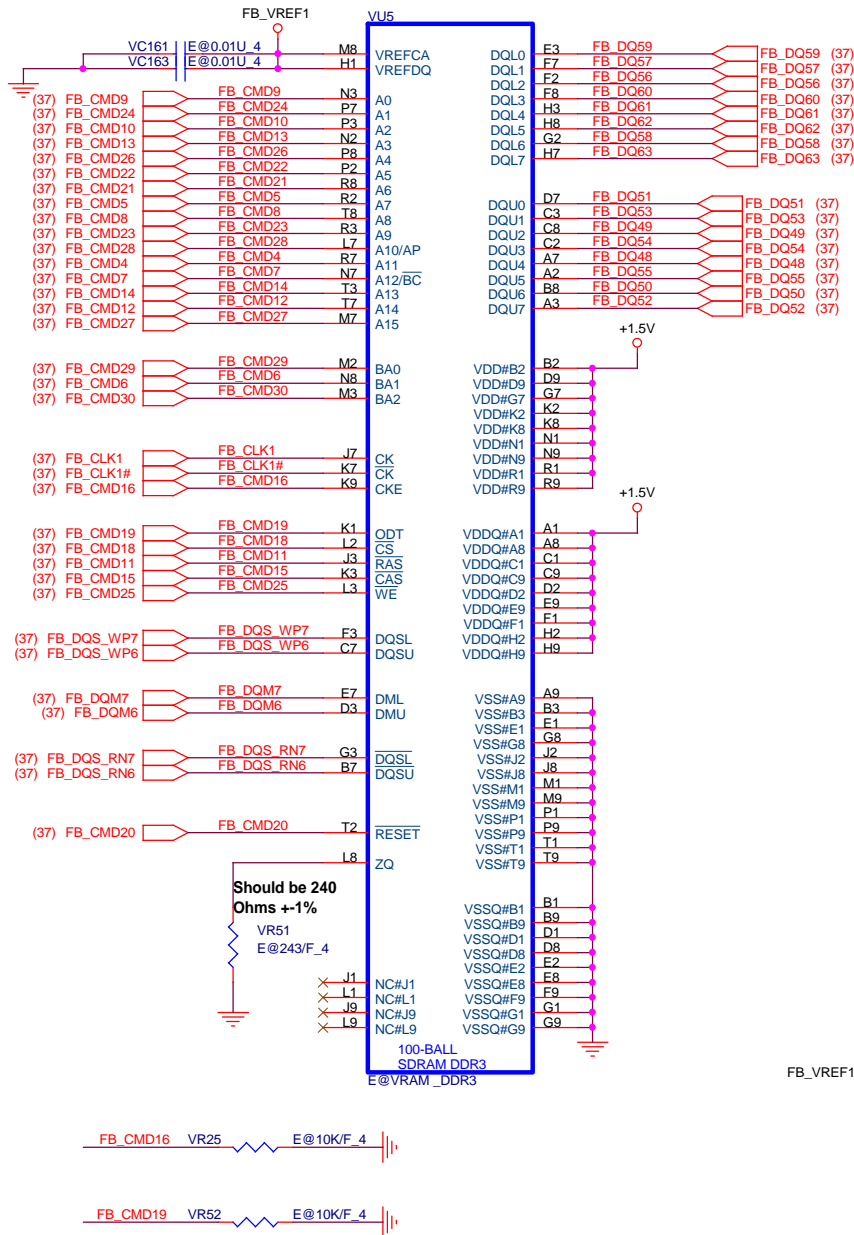 FB_VREF1
VU5
VC161 E@0.01U_4 M8 VREFCA DQL0 E3 FB_DQ59 FB_DQ59 (37)
VC163 E@0.01U_4 H1 VREFDQ DQL1 F7 FB_DQ57 FB_DQ57 (37)
DQL2 F2 FB_DQ56 FB_DQ56 (37)
(37) FB_CMD9 FB_CMD9 N3 A0 DQL3 F8 FB_DQ60 FB_DQ60 (37)
(37) FB_CMD24 FB_CMD24 P7 A1 DQL4 H3 FB_DQ61 FB_DQ61 (37)
(37) FB_CMD10 FB_CMD10 P3 A2 DQL5 H8 FB_DQ62 FB_DQ62 (37)
(37) FB_CMD13 FB_CMD13 N2 A3 DQL6 G2 FB_DQ58 FB_DQ58 (37)
(37) FB_CMD26 FB_CMD26 P8 A4 DQL7 H7 FB_DQ63 FB_DQ63 (37)
(37) FB_CMD22 FB_CMD22 P2 A5
(37) FB_CMD21 FB_CMD21 R8 A6
(37) FB_CMD5 FB_CMD5 R2 A7 DQU0 D7 FB_DQ51 FB_DQ51 (37)
(37) FB_CMD8 FB_CMD8 T8 A8 DQU1 C3 FB_DQ53 FB_DQ53 (37)
(37) FB_CMD23 FB_CMD23 R3 A9 DQU2 C8 FB_DQ49 FB_DQ49 (37)
(37) FB_CMD28 FB_CMD28 L7 A10/AP DQU3 C2 FB_DQ54 FB_DQ54 (37)
(37) FB_CMD4 FB_CMD4 R7 A11 DQU4 A7 FB_DQ48 FB_DQ48 (37)
(37) FB_CMD7 FB_CMD7 N7 A12/BC DQU5 A2 FB_DQ55 FB_DQ55 (37)
(37) FB_CMD14 FB_CMD14 T3 A13 DQU6 B8 FB_DQ50 FB_DQ50 (37)
(37) FB_CMD12 FB_CMD12 T7 A14 DQU7 A3 FB_DQ52 FB_DQ52 (37)
(37) FB_CMD27 FB_CMD27 M7 A15
+1.5V
(37) FB_CMD29 FB_CMD29 M2 BA0 VDD#B2 B2
(37) FB_CMD6 FB_CMD6 N8 BA1 VDD#D9 D9
(37) FB_CMD30 FB_CMD30 M3 BA2 VDD#G7 G7
VDD#K2 K2
VDD#K8 K8
VDD#N1 N1
(37) FB_CLK1 FB_CLK1 J7 CK VDD#N9 N9
(37) FB_CLK1# FB_CLK1# K7 CK VDD#R1 R1
(37) FB_CMD16 FB_CMD16 K9 CKE VDD#R9 R9
+1.5V
(37) FB_CMD19 FB_CMD19 K1 ODT VDDQ#A1 A1
(37) FB_CMD18 FB_CMD18 L2 CS VDDQ#A8 A8
(37) FB_CMD11 FB_CMD11 J3 RAS VDDQ#C1 C1
(37) FB_CMD15 FB_CMD15 K3 CAS VDDQ#C9 C9
(37) FB_CMD25 FB_CMD25 L3 WE VDDQ#D2 D2
VDDQ#E9 E9
VDDQ#F1 F1
(37) FB_DQS_WP7 FB_DQS_WP7 F3 DQSL VDDQ#H2 H2
(37) FB_DQS_WP6 FB_DQS_WP6 C7 DQSU VDDQ#H9 H9
(37) FB_DQM7 FB_DQM7 E7 DML VSS#A9 A9
(37) FB_DQM6 FB_DQM6 D3 DMU VSS#B3 B3
VSS#E1 E1
VSS#G8 G8
(37) FB_DQS_RN7 FB_DQS_RN7 G3 DQSL VSS#J2 J2
(37) FB_DQS_RN6 FB_DQS_RN6 B7 DQSU VSS#J8 J8
VSS#M1 M1
VSS#M9 M9
VSS#P1 P1
(37) FB_CMD20 FB_CMD20 T2 RESET VSS#P9 P9
VSS#T1 T1
L8 ZQ VSS#T9 T9
Should be 240
Ohms +-1%
VSSQ#B1 B1
VR51 VSSQ#B9 B9
E@243/F_4 VSSQ#D1 D1
VSSQ#D8 D8
VSSQ#E2 E2
J1 NC#J1 VSSQ#E8 E8
L1 NC#L1 VSSQ#F9 F9
J9 NC#J9 VSSQ#G1 G1
L9 NC#L9 VSSQ#G9 G9
100-BALL
SDRAM DDR3
E@VRAM _DDR3
FB_VREF1
FB_CMD16 VR25 E@10K/F_4
FB_CMD19 VR52 E@10K/F_4